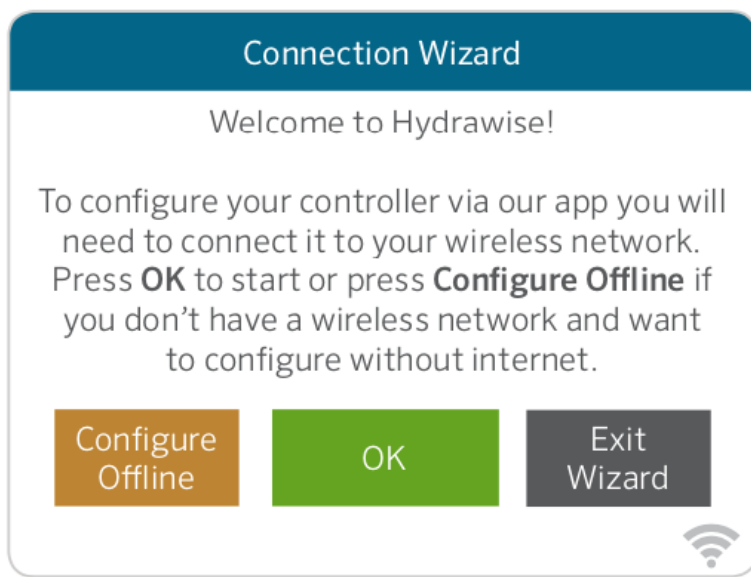 Connection Wizard
Welcome to Hydrawise!
To configure your controller via our app you will
need to connect it to your wireless network.
Press OK to start or press Configure Offline if
you don’t have a wireless network and want
to configure without internet.
Configure
Offline
OK
Exit
Wizard